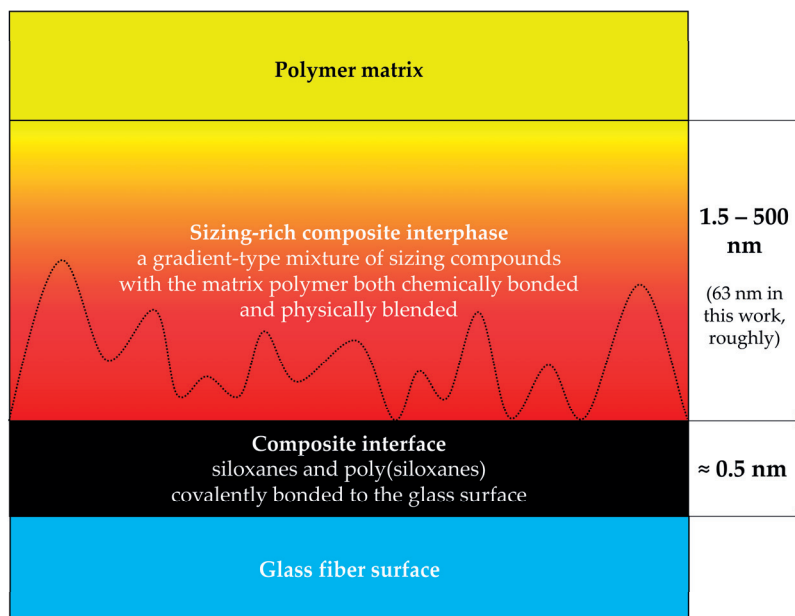 Polymer matrix
Sizing-rich composite interphase
a gradient-type mixture of sizing compounds
with the matrix polymer both chemically bonded
and physically blended
1.5 – 500
nm
(63 nm in
this work,
roughly)
Composite interface
siloxanes and poly(siloxanes)
covalently bonded to the glass surface
≈ 0.5 nm
Glass fiber surface